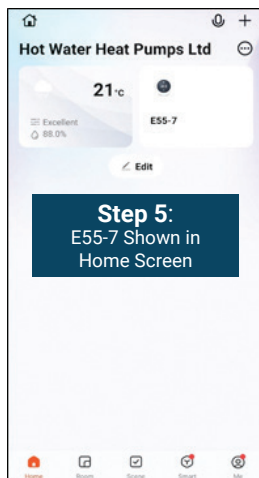 Hot Water Heat Pumps Ltd
21°c
Excellent
88.0%
E55-7
Edit
Step 5:
E55-7 Shown in
Home Screen
Home Room Scene Smart Me